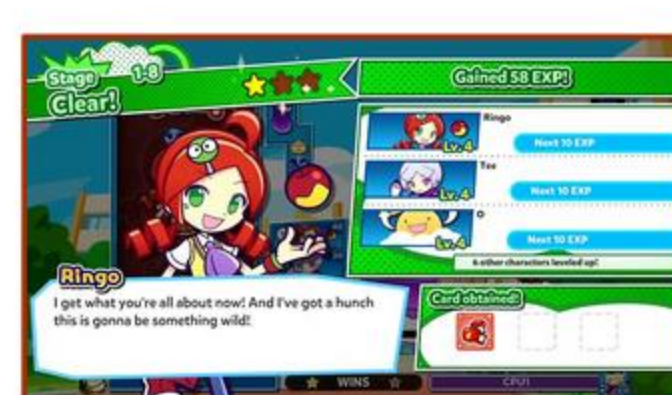 Stage 1-8
Clear!
Gained 58 EXP!
Ringo
Lv. 4
Next 10 EXP
Tee
Lv. 4
Next 10 EXP
O
Lv. 4
Next 10 EXP
6 other characters leveled up!
Ringo
I get what you're all about now! And I've got a hunch
this is gonna be something wild!
Card obtained!
WINS
CPU1